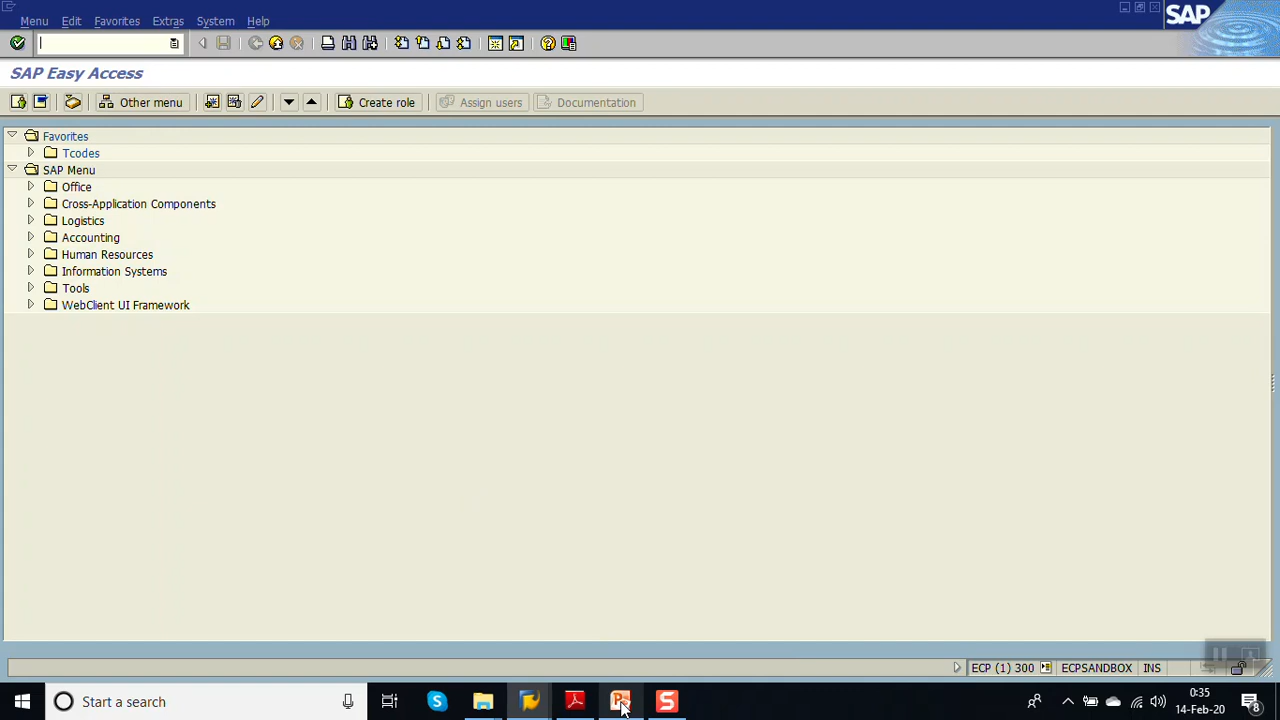 Menu Edit Favorites Extras System Help
SAP
SAP Easy Access
Other menu Create role Assign users Documentation
Favorites
Tcodes
SAP Menu
Office
Cross-Application Components
Logistics
Accounting
Human Resources
Information Systems
Tools
WebClient UI Framework
ECP (1) 300 ECPSANDBOX INS
Start a search
0:35
14-Feb-20
8